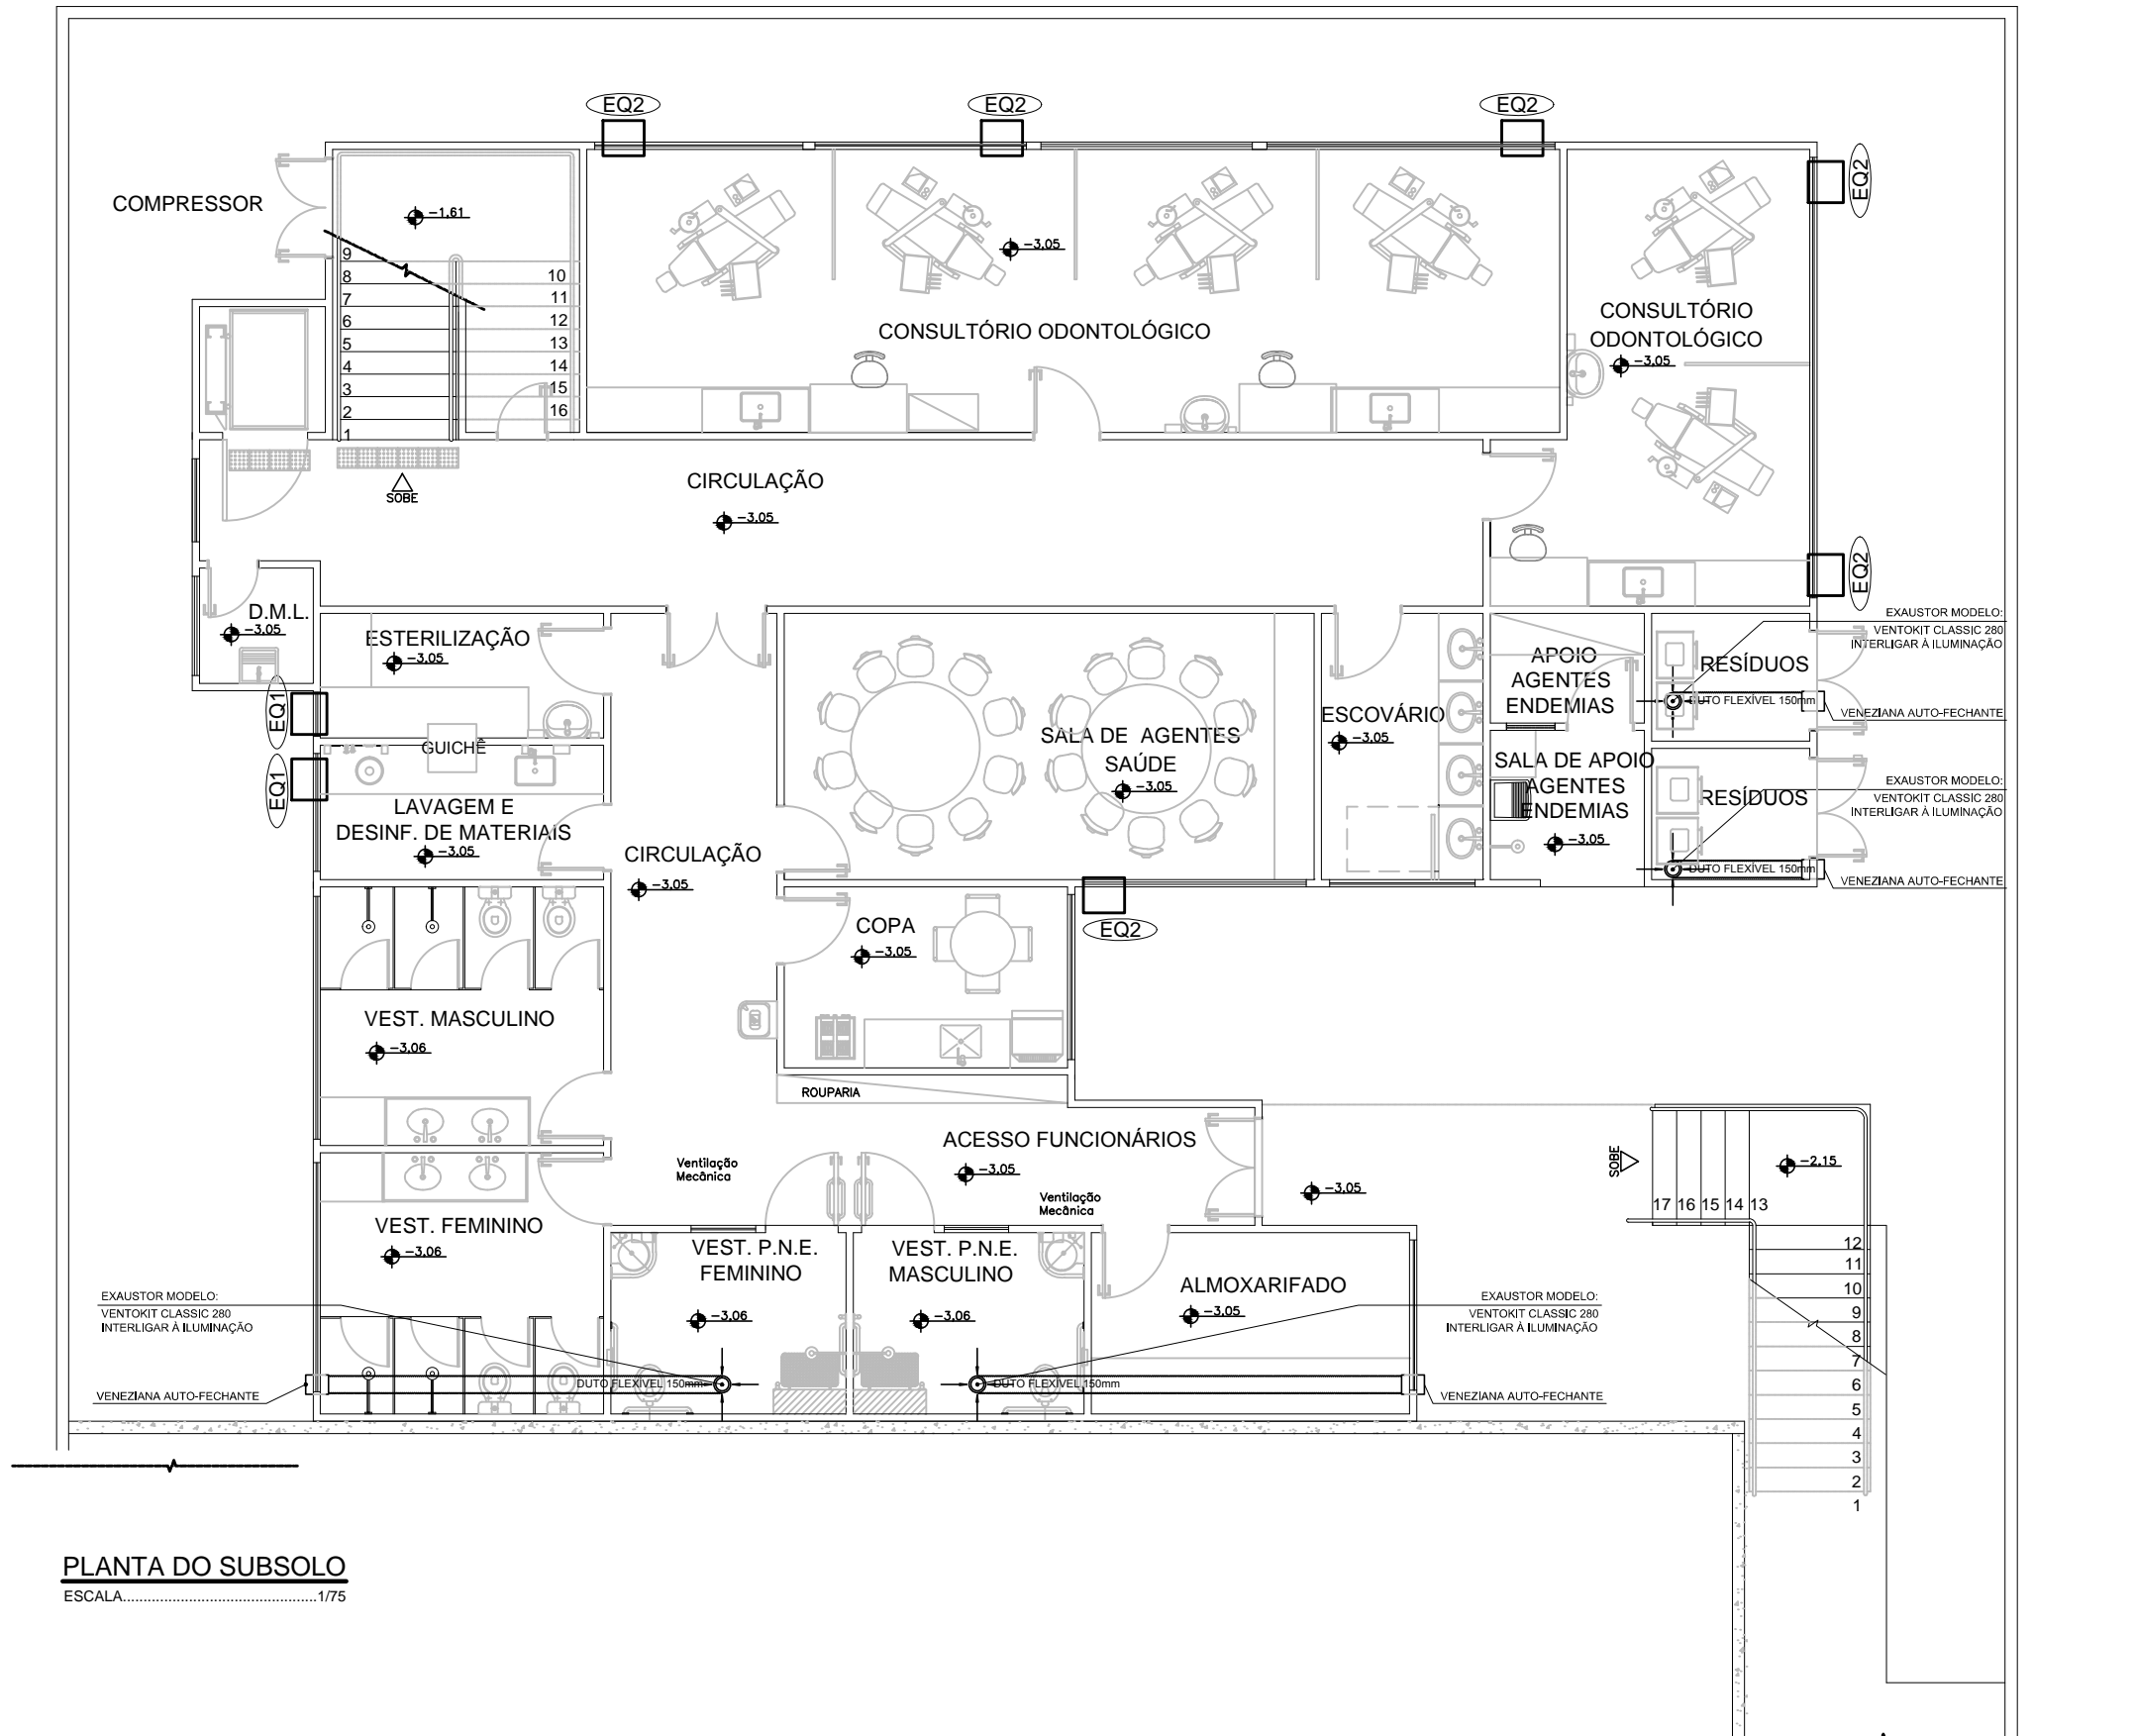 EQ2
EQ2
EQ2
EQ2
COMPRESSOR
-1,61
-3.05
9
8
7
6
5
4
3
2
1
10
11
12
13
14
15
16
CONSULTÓRIO ODONTOLÓGICO
CONSULTÓRIO
ODONTOLÓGICO
-3.05
SOBE
CIRCULAÇÃO
-3.05
EQ2
D.M.L.
-3.05
ESTERILIZAÇÃO
-3.05
EQ1
GUICHÊ
EQ1
LAVAGEM E
DESINF. DE MATERIAIS
-3.05
CIRCULAÇÃO
-3.05
SALA DE AGENTES
SAÚDE
-3.05
ESCOVÁRIO
-3.05
APOIO
AGENTES
ENDEMIAS
SALA DE APOIO
AGENTES
ENDEMIAS
-3.05
EXAUSTOR MODELO:
VENTOKIT CLASSIC 280
INTERLIGAR À ILUMINAÇÃO
RESÍDUOS
DUTO FLEXÍVEL 150mm
VENEZIANA AUTO-FECHANTE
EXAUSTOR MODELO:
VENTOKIT CLASSIC 280
INTERLIGAR À ILUMINAÇÃO
RESÍDUOS
DUTO FLEXÍVEL 150mm
VENEZIANA AUTO-FECHANTE
COPA
-3.05
EQ2
VEST. MASCULINO
-3.06
ROUPARIA
ACESSO FUNCIONÁRIOS
-3.05
Ventilação
Mecânica
Ventilação
Mecânica
-3.05
SOBE
-2.15
17 16 15 14 13
12
11
10
9
8
7
6
5
4
3
2
1
VEST. FEMININO
-3.06
VEST. P.N.E.
FEMININO
-3.06
VEST. P.N.E.
MASCULINO
-3.06
ALMOXARIFADO
-3.05
EXAUSTOR MODELO:
VENTOKIT CLASSIC 280
INTERLIGAR À ILUMINAÇÃO
EXAUSTOR MODELO:
VENTOKIT CLASSIC 280
INTERLIGAR À ILUMINAÇÃO
VENEZIANA AUTO-FECHANTE
DUTO FLEXÍVEL 150mm
DUTO FLEXÍVEL 150mm
VENEZIANA AUTO-FECHANTE
PLANTA DO SUBSOLO
ESCALA..............................................1/75